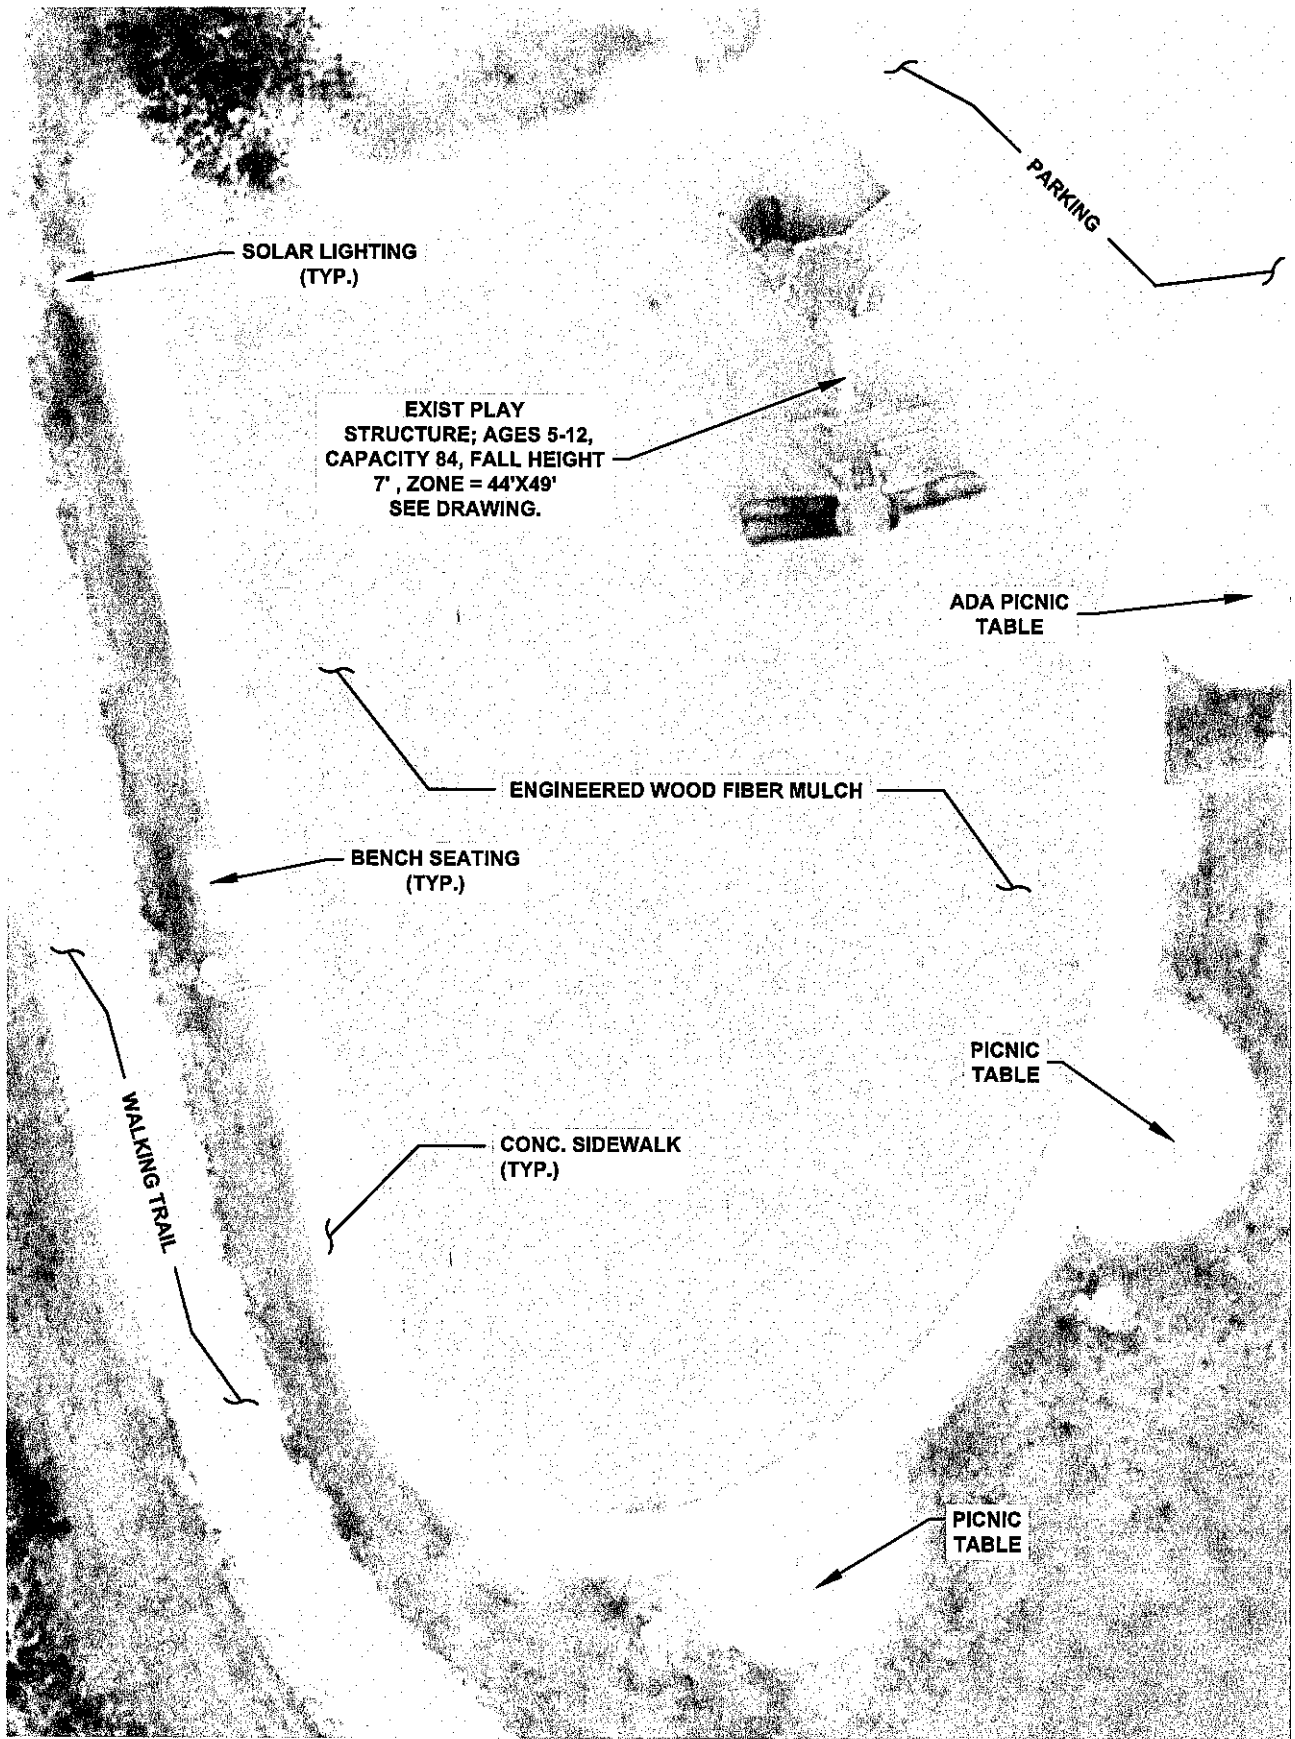 PARKING
SOLAR LIGHTING
(TYP.)
EXIST PLAY
STRUCTURE; AGES 5-12,
CAPACITY 84, FALL HEIGHT
7' , ZONE = 44'X49'
SEE DRAWING.
ADA PICNIC
TABLE
ENGINEERED WOOD FIBER MULCH
BENCH SEATING
(TYP.)
PICNIC
TABLE
WALKING TRAIL
CONC. SIDEWALK
(TYP.)
PICNIC
TABLE